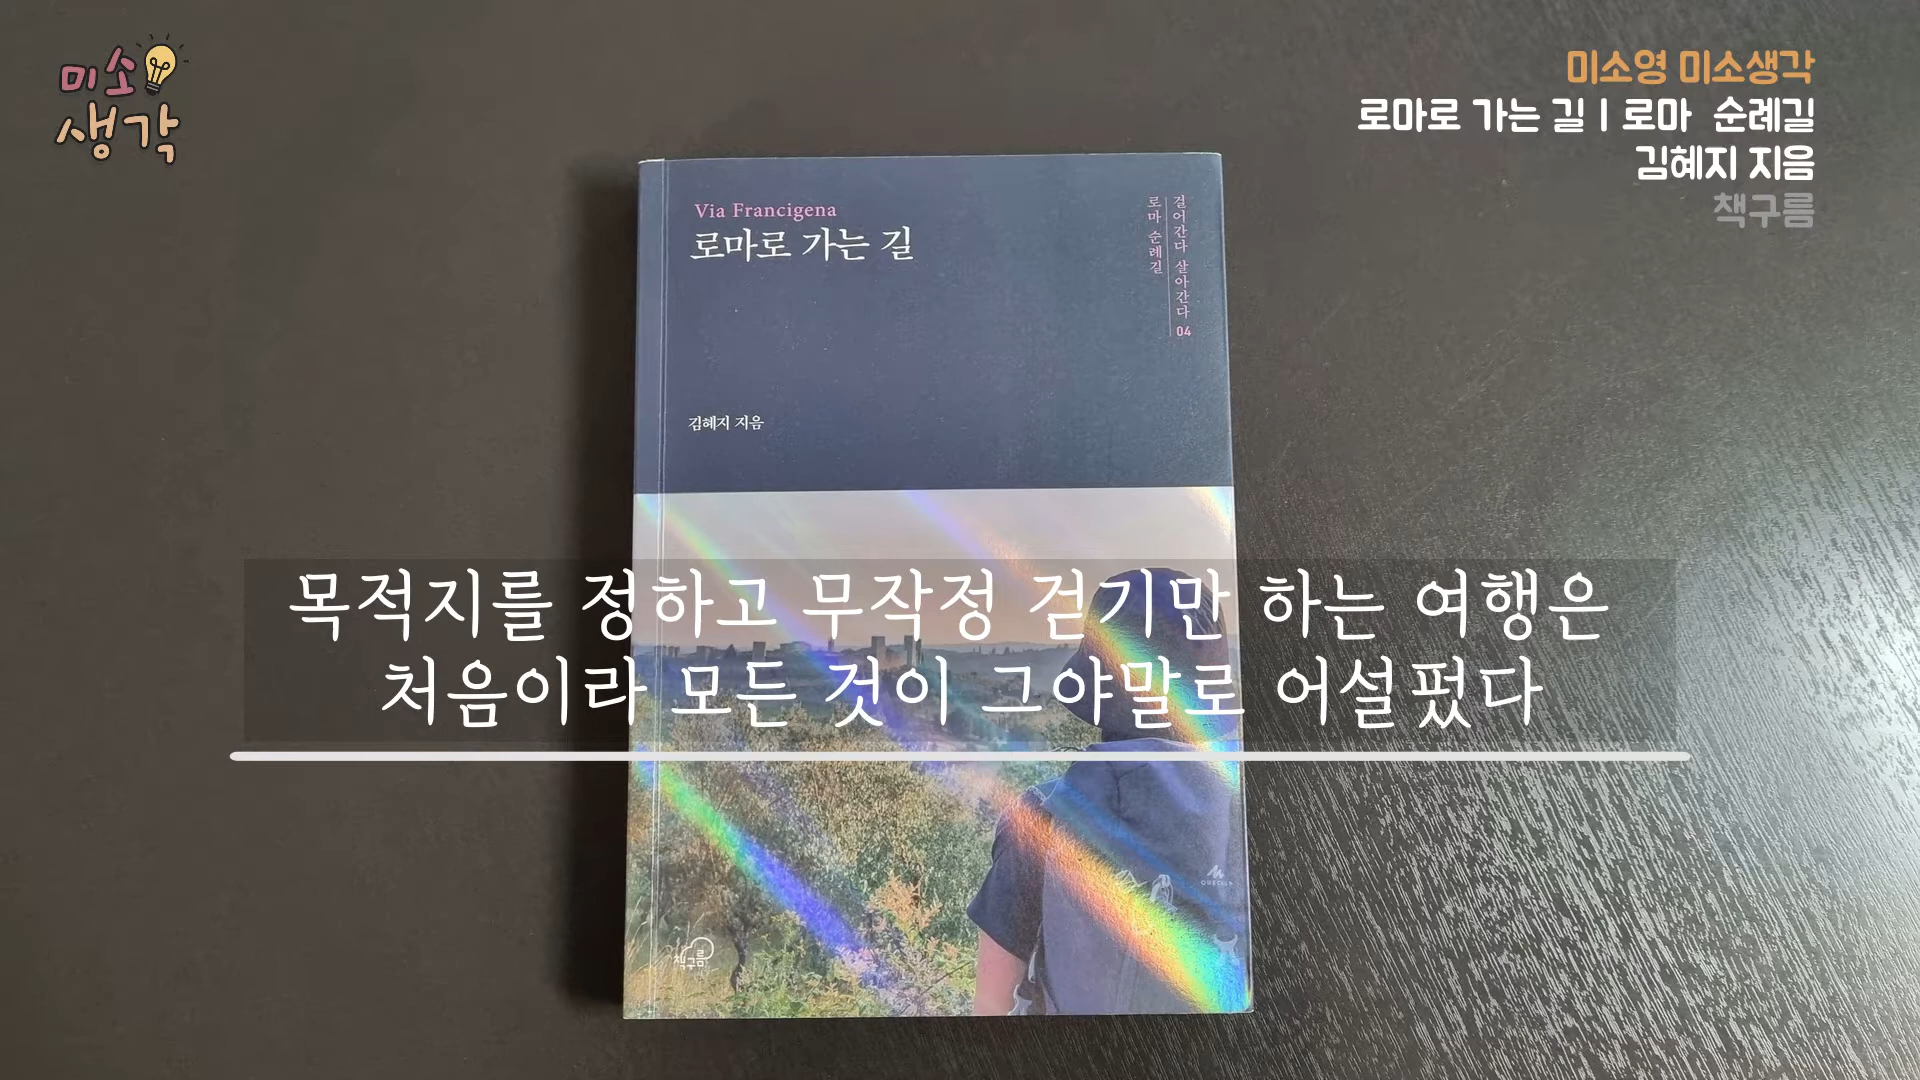 미소
생각
미소영 미소생각
로마로 가는 길 | 로마 순례길
김혜지 지음
책구름
Via Francigena
로마로 가는 길
걸어간다 살아간다 04
로마 순례길
김혜지 지음
목적지를 정하고 무작정 걷기만 하는 여행은
처음이라 모든 것이 그야말로 어설펐다
책구름